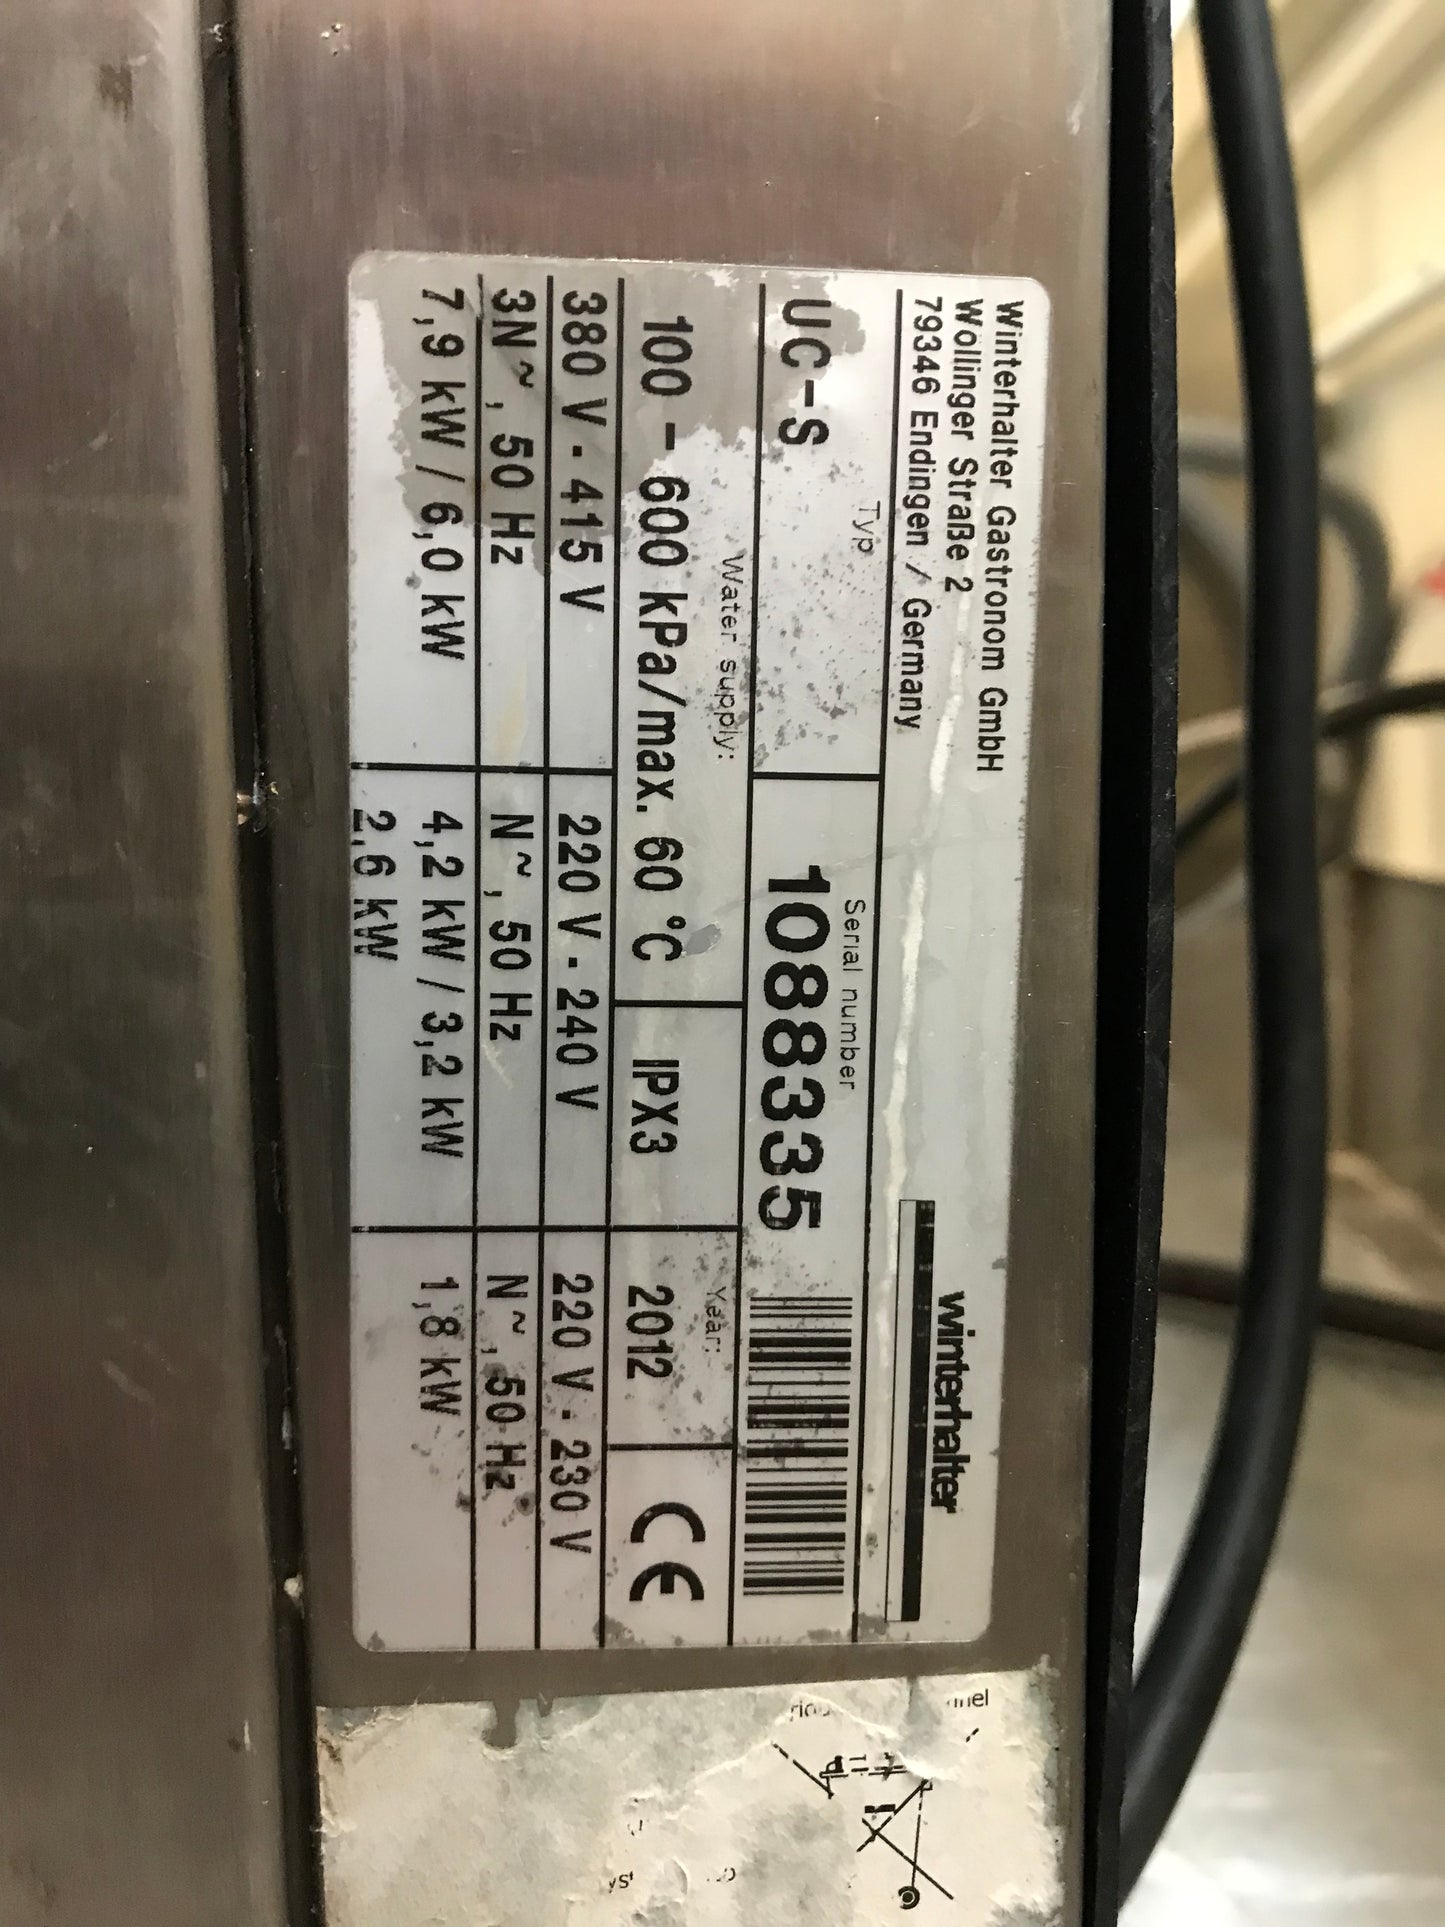 Winterhalter Gastronom GmbH
Wollinger Straße 2
79346 Endingen / Germany
winterhalter
Typ
UC-S
Serial number
1088335
Water supply:
100 - 600 kPa/max. 60 °C
IPX3
Year:
2012
CE
380 V - 415 V
220 V - 240 V
220 V - 230 V
3N~, 50 Hz
N~, 50 Hz
N~, 50 Hz
7,9 kW / 6,0 kW
4,2 kW / 3,2 kW
2,6 kW
1,8 kW